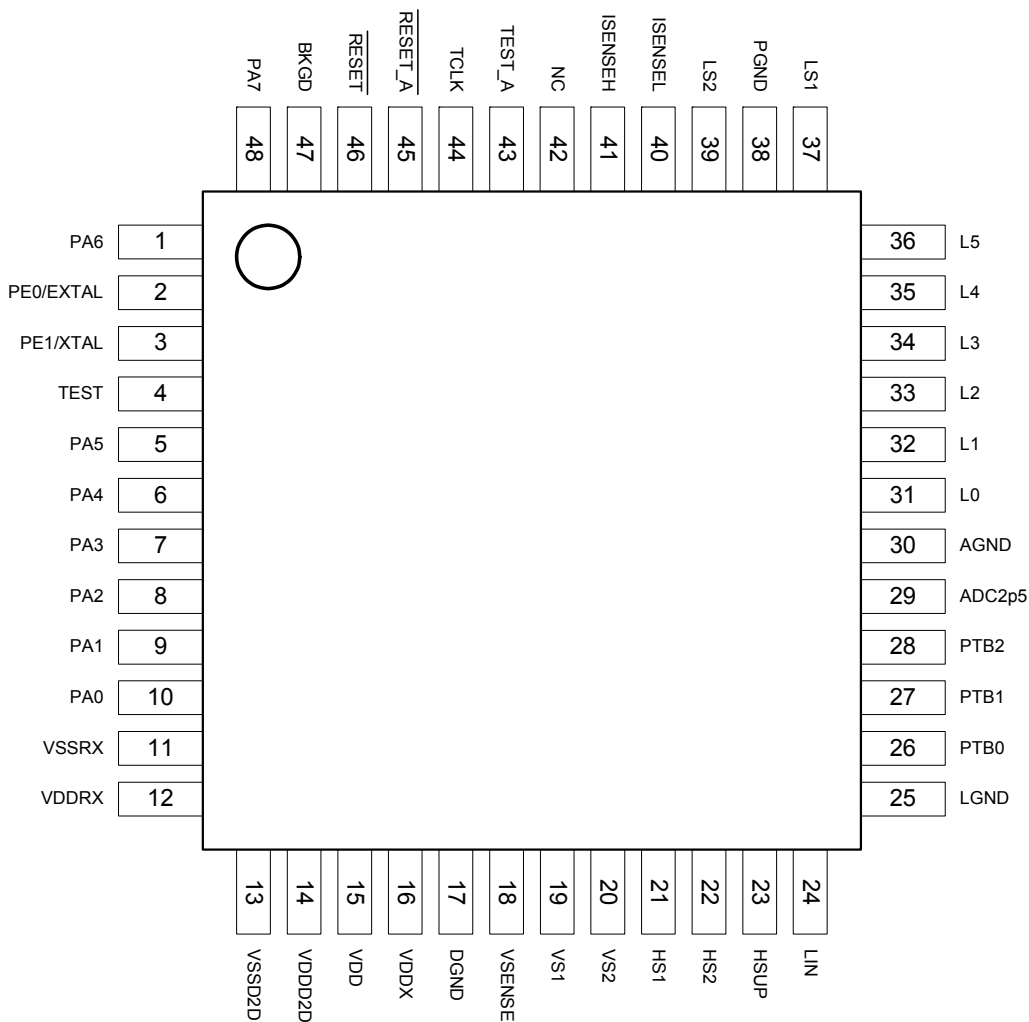 PA7
BKGD
RESET
RESET_A
TCLK
TEST_A
NC
ISENSEH
ISENSEL
LS2
PGND
LS1
48
47
46
45
44
43
42
41
40
39
38
37
PA6 1
PE0/EXTAL 2
PE1/XTAL 3
TEST 4
PA5 5
PA4 6
PA3 7
PA2 8
PA1 9
PA0 10
VSSRX 11
VDDRX 12
36 L5
35 L4
34 L3
33 L2
32 L1
31 L0
30 AGND
29 ADC2p5
28 PTB2
27 PTB1
26 PTB0
25 LGND
13
14
15
16
17
18
19
20
21
22
23
24
VSSD2D
VDDD2D
VDD
VDDX
DGND
VSENSE
VS1
VS2
HS1
HS2
HSUP
LIN